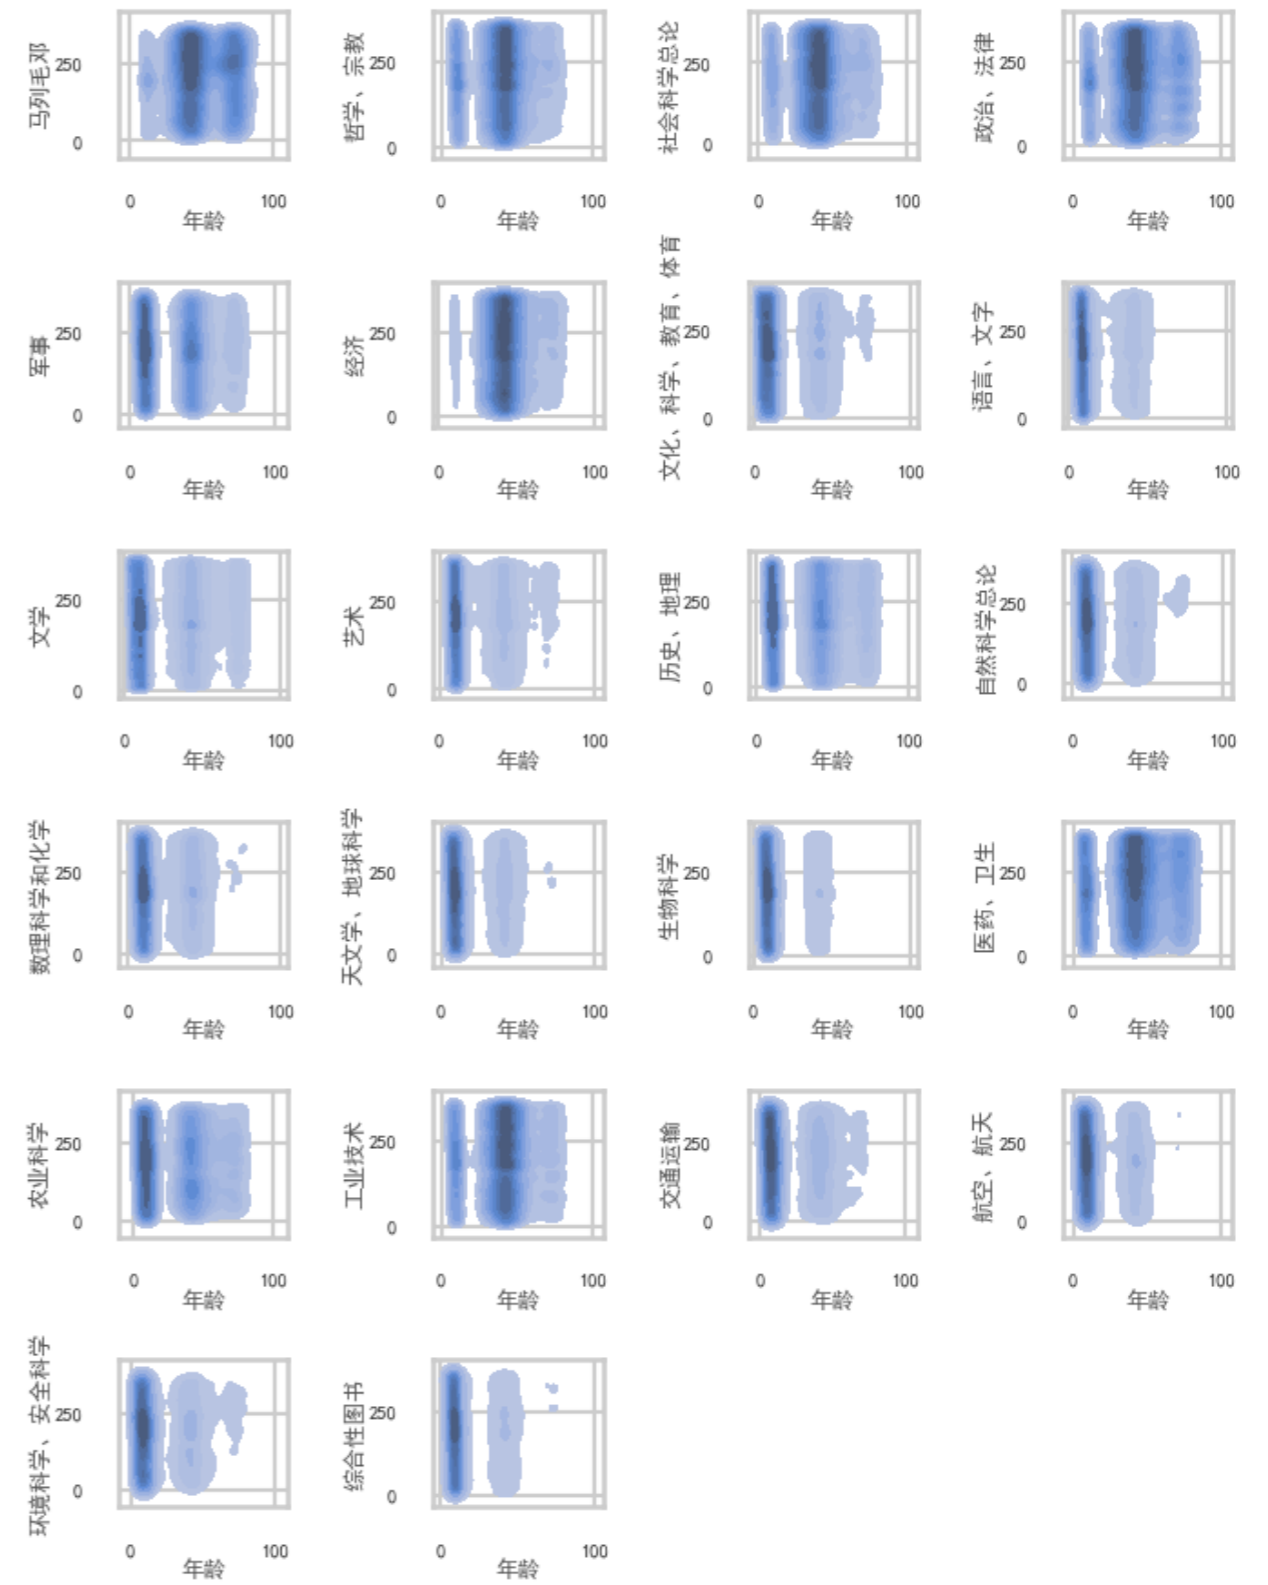 马列毛邓
250
0
0
100
年龄
哲学、宗教
250
0
0
100
年龄
社会科学总论
250
0
0
100
年龄
政治、法律
250
0
0
100
年龄
军事
250
0
0
100
年龄
经济
250
0
0
100
年龄
文化、科学、教育、体育
250
0
0
100
年龄
语言、文字
250
0
0
100
年龄
文学
250
0
0
100
年龄
艺术
250
0
0
100
年龄
历史、地理
250
0
0
100
年龄
自然科学总论
250
0
0
100
年龄
数理科学和化学
250
0
0
100
年龄
天文学、地球科学
250
0
0
100
年龄
生物科学
250
0
0
100
年龄
医药、卫生
250
0
0
100
年龄
农业科学
250
0
0
100
年龄
工业技术
250
0
0
100
年龄
交通运输
250
0
0
100
年龄
航空、航天
250
0
0
100
年龄
环境科学、安全科学
250
0
0
100
年龄
综合性图书
250
0
0
100
年龄